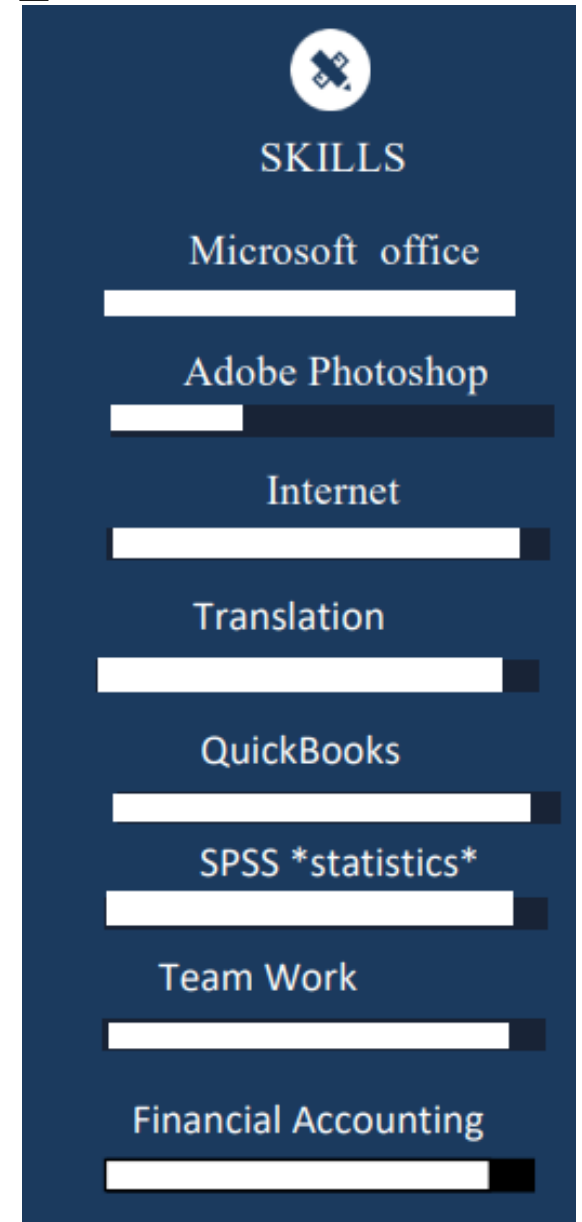 SKILLS
Microsoft office
Adobe Photoshop
Internet
Translation
QuickBooks
SPSS *statistics*
Team Work
Financial Accounting